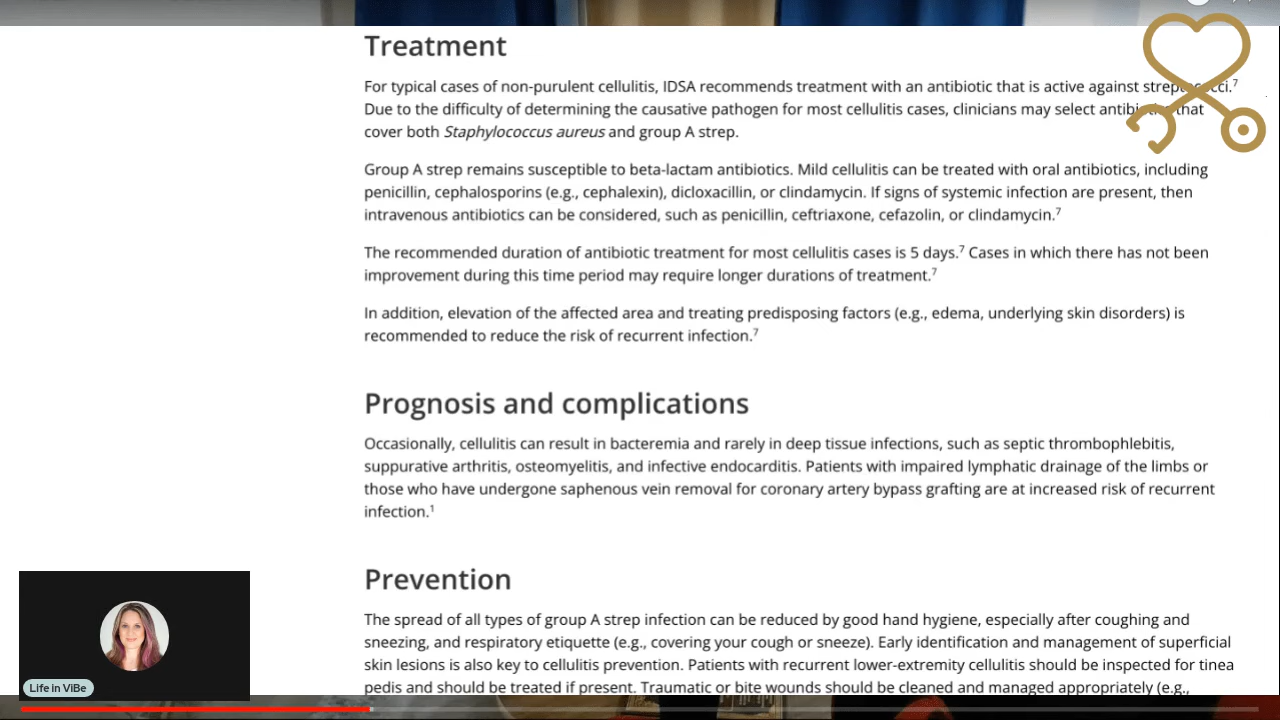 Treatment
For typical cases of non-purulent cellulitis, IDSA recommends treatment with an antibiotic that is active against streptococci.7
Due to the difficulty of determining the causative pathogen for most cellulitis cases, clinicians may select antibiotics that
cover both Staphylococcus aureus and group A strep.
Group A strep remains susceptible to beta-lactam antibiotics. Mild cellulitis can be treated with oral antibiotics, including
penicillin, cephalosporins (e.g., cephalexin), dicloxacillin, or clindamycin. If signs of systemic infection are present, then
intravenous antibiotics can be considered, such as penicillin, ceftriaxone, cefazolin, or clindamycin.7
The recommended duration of antibiotic treatment for most cellulitis cases is 5 days.7 Cases in which there has not been
improvement during this time period may require longer durations of treatment.7
In addition, elevation of the affected area and treating predisposing factors (e.g., edema, underlying skin disorders) is
recommended to reduce the risk of recurrent infection.7
Prognosis and complications
Occasionally, cellulitis can result in bacteremia and rarely in deep tissue infections, such as septic thrombophlebitis,
suppurative arthritis, osteomyelitis, and infective endocarditis. Patients with impaired lymphatic drainage of the limbs or
those who have undergone saphenous vein removal for coronary artery bypass grafting are at increased risk of recurrent
infection.1
Prevention
The spread of all types of group A strep infection can be reduced by good hand hygiene, especially after coughing and
sneezing, and respiratory etiquette (e.g., covering your cough or sneeze). Early identification and management of superficial
skin lesions is also key to cellulitis prevention. Patients with recurrent lower-extremity cellulitis should be inspected for tinea
pedis and should be treated if present. Traumatic or bite wounds should be cleaned and managed appropriately (e.g.,
Life in ViBe